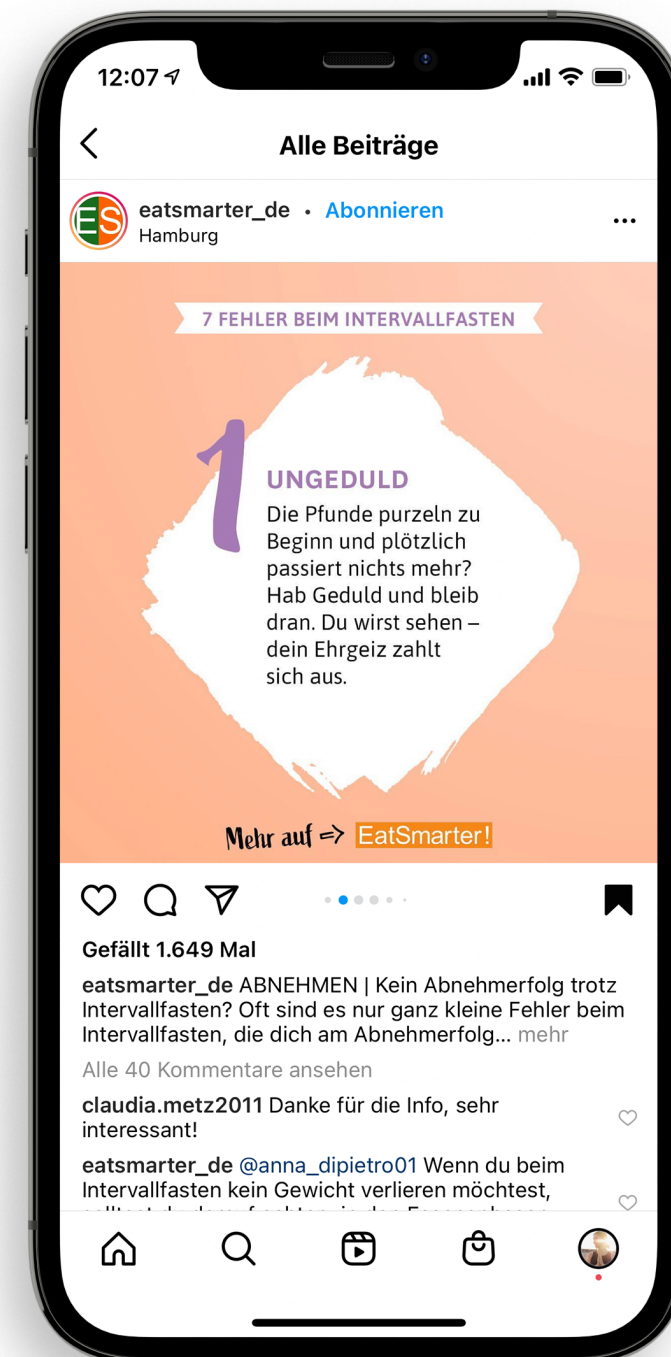 12:07
Alle Beiträge
ES
eatsmarter_de • Abonnieren
Hamburg
7 FEHLER BEIM INTERVALLFASTEN
1
UNGEDULD
Die Pfunde purzeln zu
Beginn und plötzlich
passiert nichts mehr?
Hab Geduld und bleib
dran. Du wirst sehen –
dein Ehrgeiz zahlt
sich aus.
Mehr auf => EatSmarter!
Gefällt 1.649 Mal
eatsmarter_de ABNEHMEN | Kein Abnehmerfolg trotz
Intervallfasten? Oft sind es nur ganz kleine Fehler beim
Intervallfasten, die dich am Abnehmerfolg... mehr
Alle 40 Kommentare ansehen
claudia.metz2011 Danke für die Info, sehr
interessant!
eatsmarter_de @anna_dipietro01 Wenn du beim
Intervallfasten kein Gewicht verlieren möchtest,